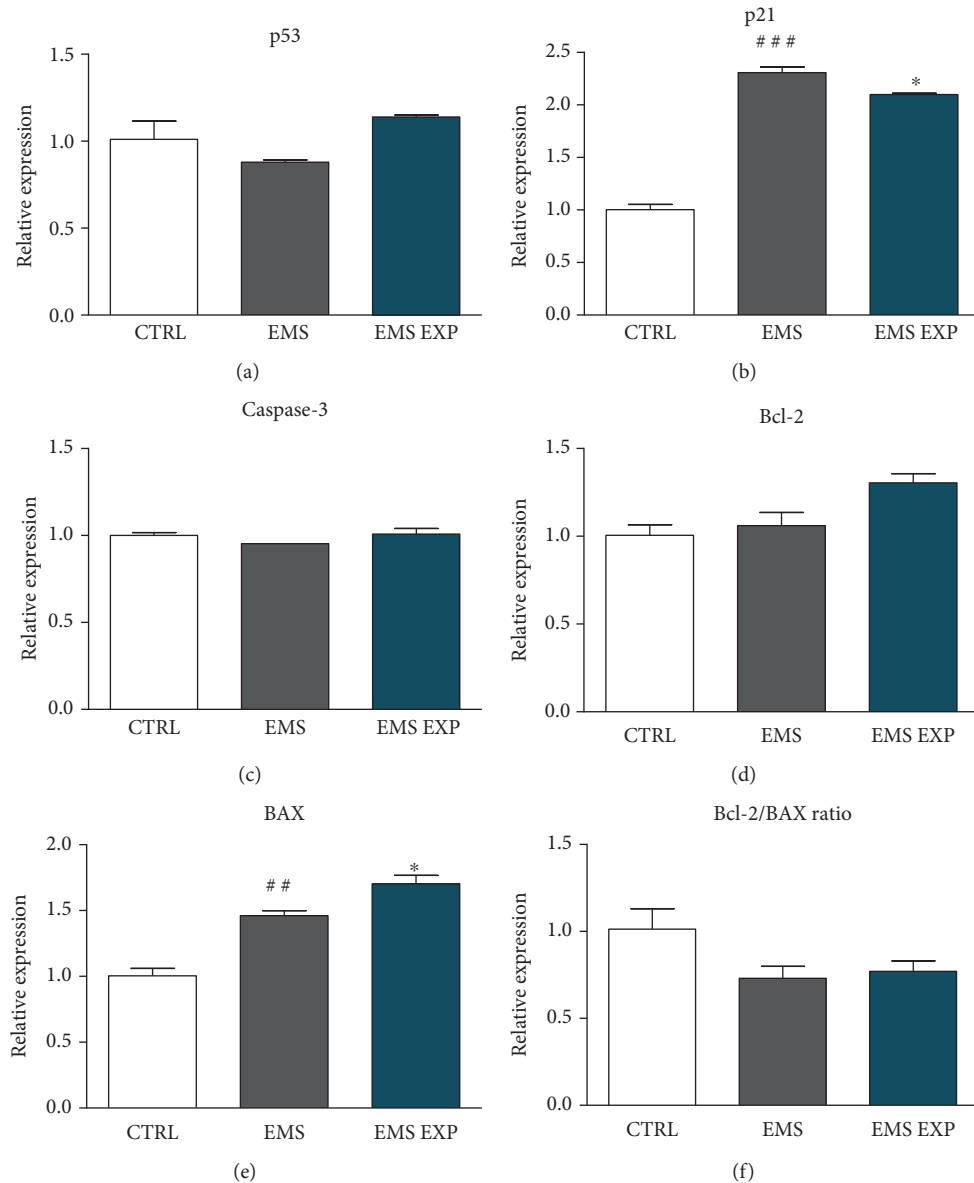 p53
1.5
1.0
0.5
0.0
Relative expression
CTRL
EMS
EMS EXP
(a)
p21
2.5
2.0
1.5
1.0
0.5
0.0
Relative expression
# # #
*
CTRL
EMS
EMS EXP
(b)
Caspase-3
1.5
1.0
0.5
0.0
Relative expression
CTRL
EMS
EMS EXP
(c)
Bcl-2
1.5
1.0
0.5
0.0
Relative expression
CTRL
EMS
EMS EXP
(d)
BAX
2.0
1.5
1.0
0.5
0.0
Relative expression
# #
*
CTRL
EMS
EMS EXP
(e)
Bcl-2/BAX ratio
1.5
1.0
0.5
0.0
Relative expression
CTRL
EMS
EMS EXP
(f)